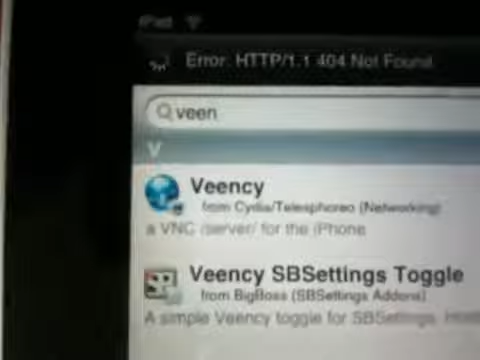 iPad
Error: HTTP/1.1 404 Not Found
veen
V
Veency
from Cydia/Telesphoreo (Networking)
a VNC /server/ for the iPhone
Veency SBSettings Toggle
from BigBoss (SBSettings Addons)
A simple Veency toggle for SBSettings.